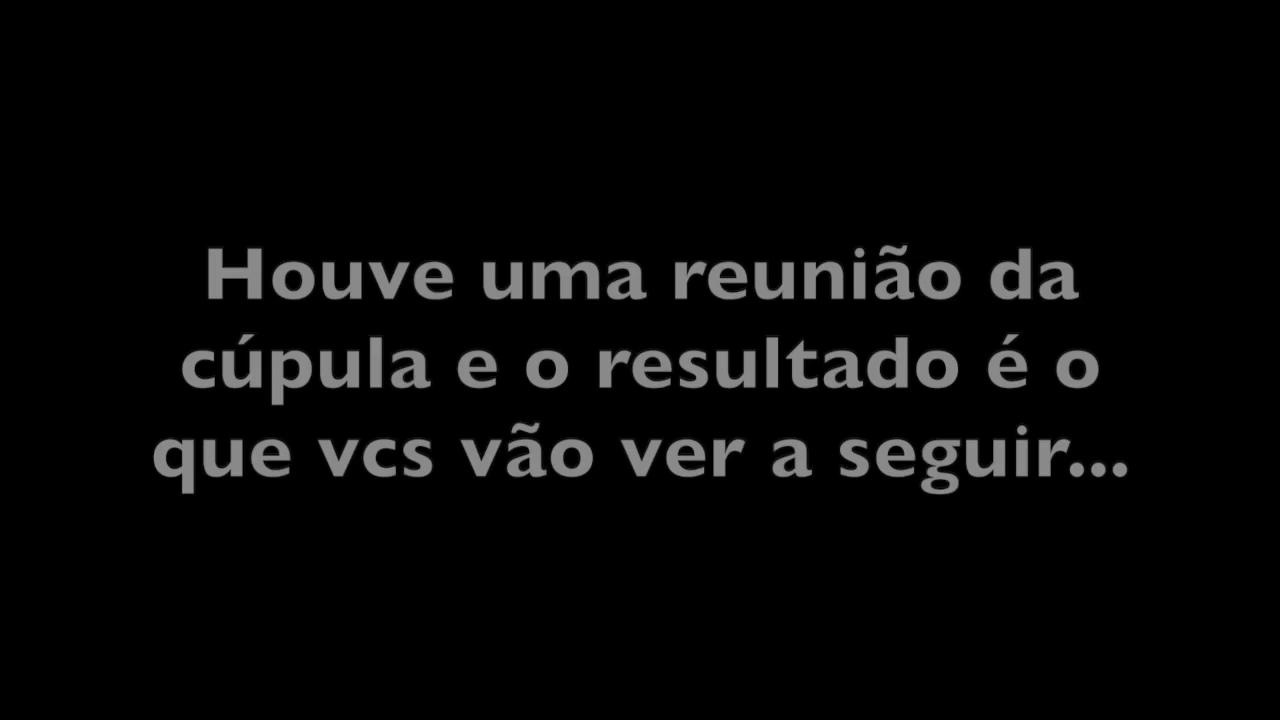 Houve uma reunião da
cúpula e o resultado é o
que vcs vão ver a seguir...